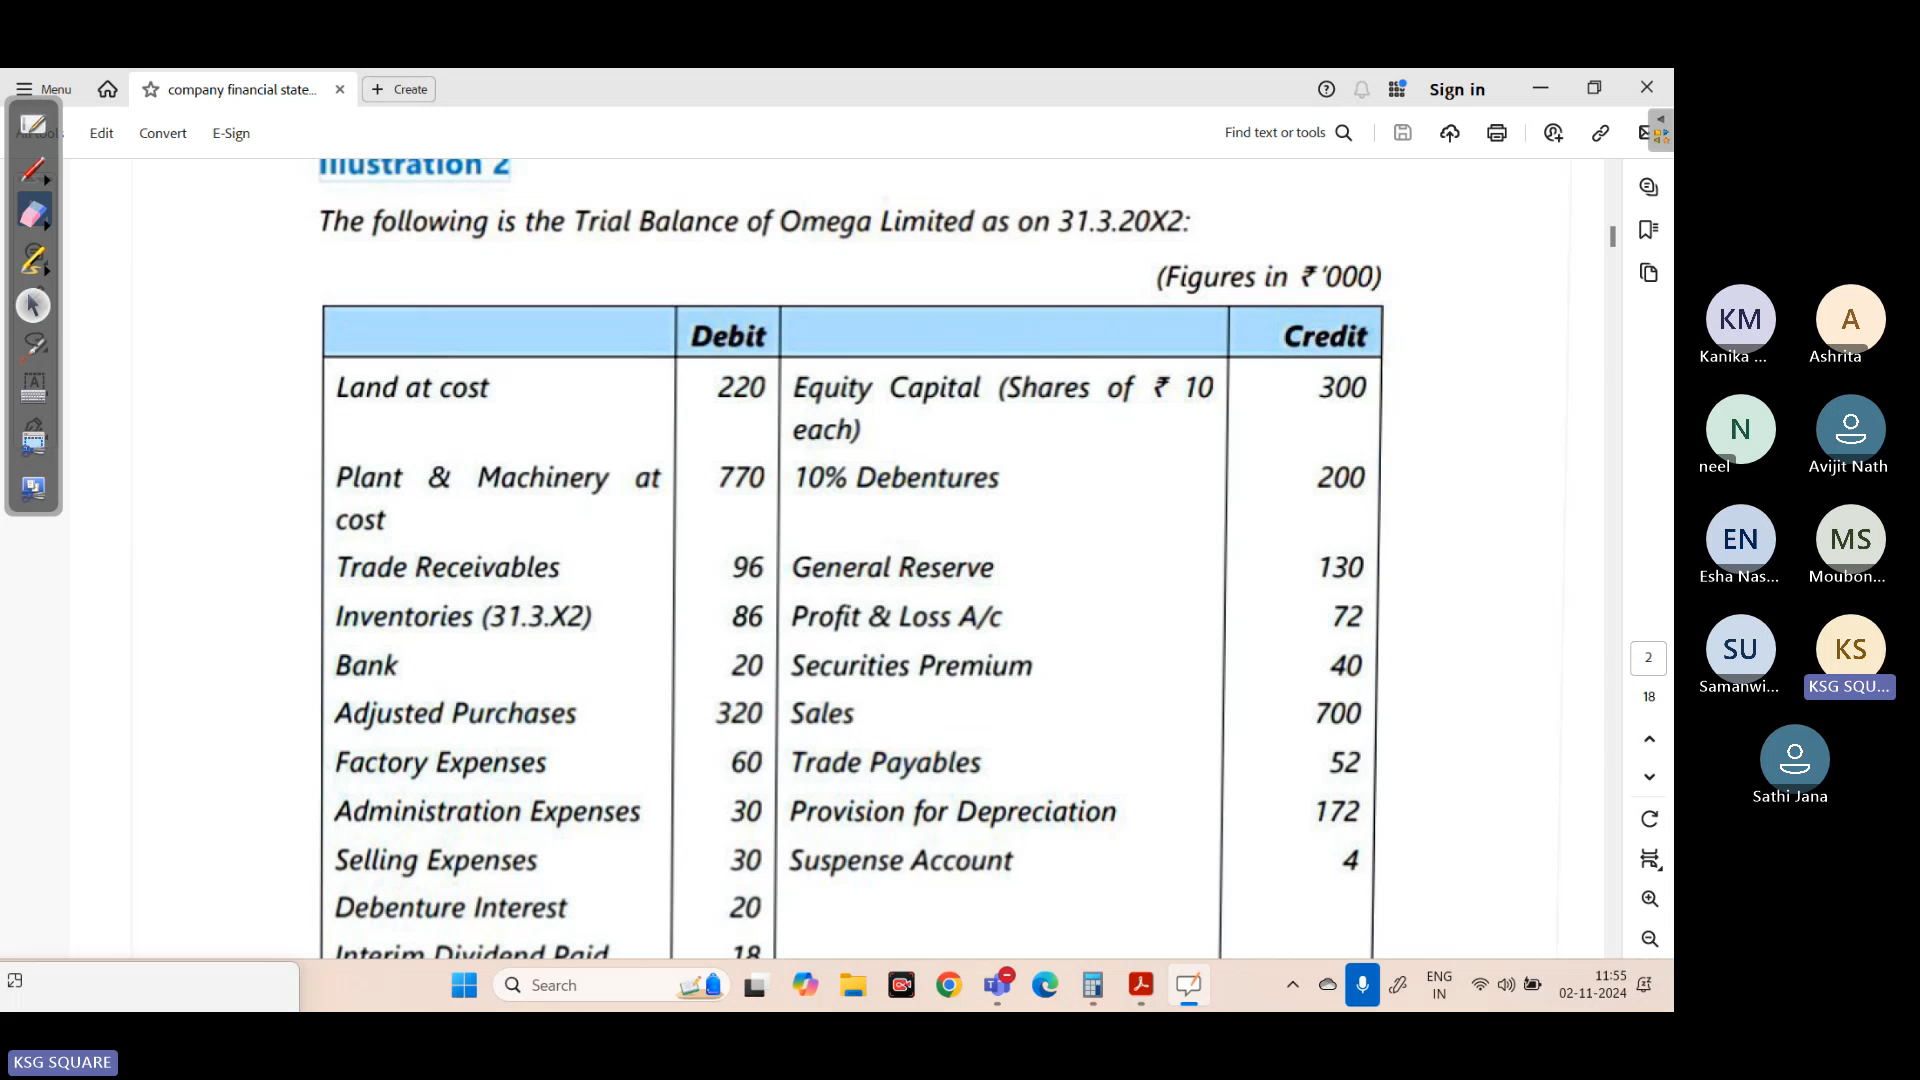 Menu
company financial state...
Create
Sign in
Edit
Convert
E-Sign
Find text or tools
Illustration 2
The following is the Trial Balance of Omega Limited as on 31.3.20X2:
(Figures in ₹ '000)
Debit Credit
Land at cost 220 Equity Capital (Shares of ₹ 10 300
each)
Plant & Machinery at 770 10% Debentures 200
cost
Trade Receivables 96 General Reserve 130
Inventories (31.3.X2) 86 Profit & Loss A/c 72
Bank 20 Securities Premium 40
Adjusted Purchases 320 Sales 700
Factory Expenses 60 Trade Payables 52
Administration Expenses 30 Provision for Depreciation 172
Selling Expenses 30 Suspense Account 4
Debenture Interest 20
Interim Dividend Paid 18
2
18
KM A
Kanika ... Ashrita
N
neel Avijit Nath
EN MS
Esha Nas... Moubon...
SU KS
Samanwi... KSG SQU...
Sathi Jana
Search
ENG
IN
11:55
02-11-2024
KSG SQUARE